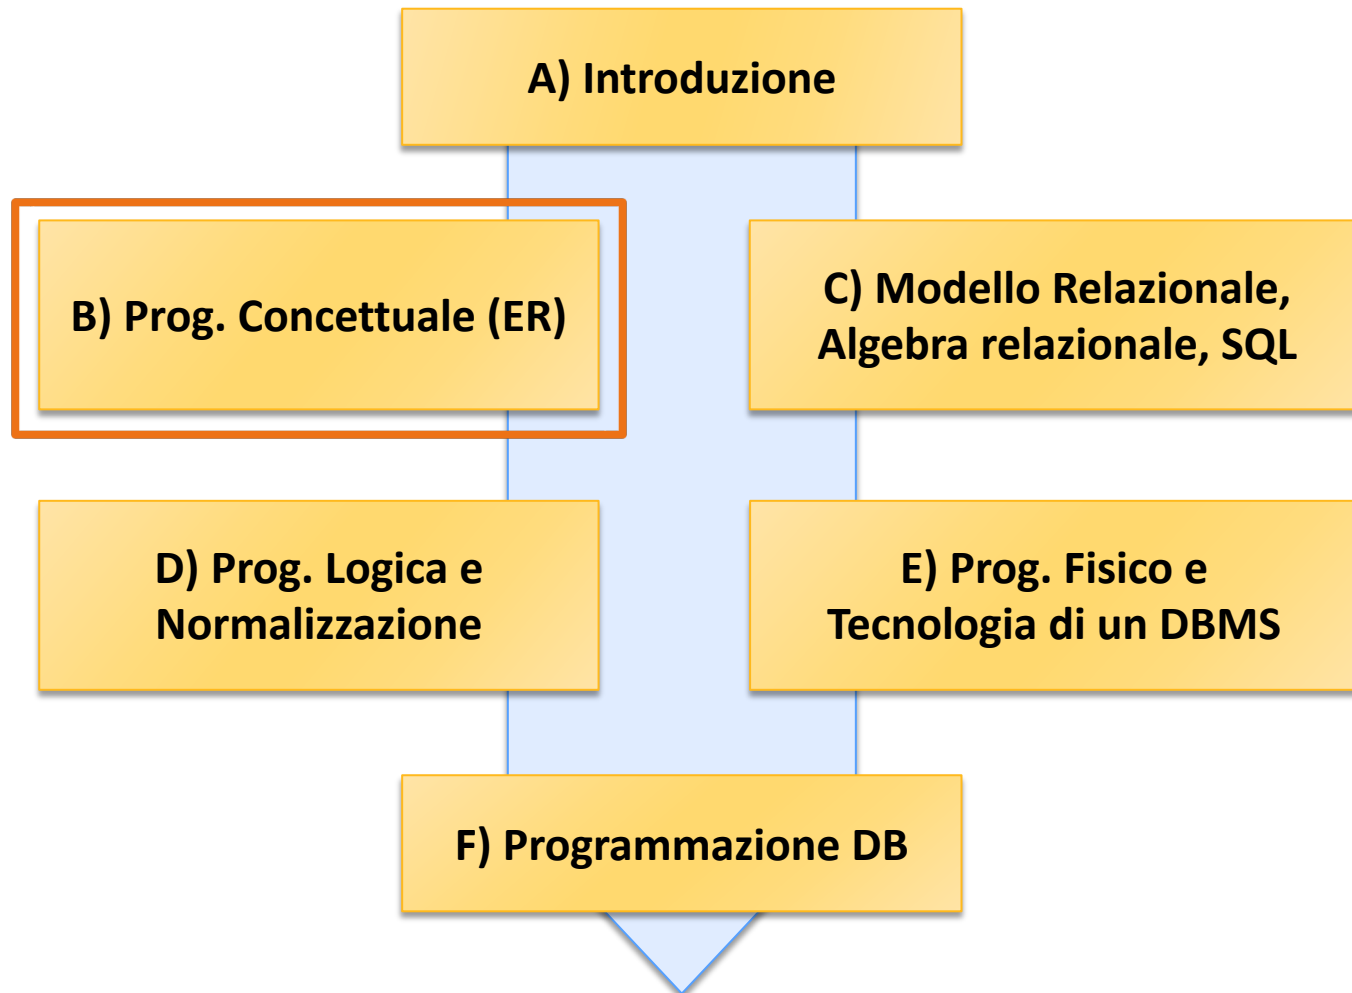 A) Introduzione
B) Prog. Concettuale (ER)
C) Modello Relazionale,
Algebra relazionale, SQL
D) Prog. Logica e
Normalizzazione
E) Prog. Fisico e
Tecnologia di un DBMS
F) Programmazione DB